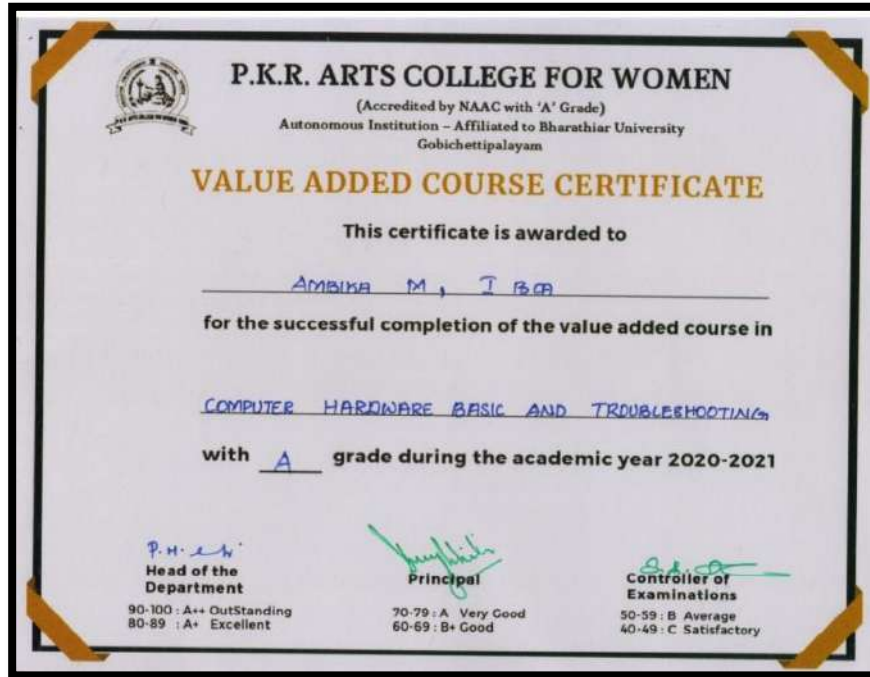 P.K.R. ARTS COLLEGE FOR WOMEN
(Accredited by NAAC with 'A' Grade)
Autonomous Institution – Affiliated to Bharathiar University
Gobichettipalayam
VALUE ADDED COURSE CERTIFICATE
This certificate is awarded to
AMBIKA M, I BCA
for the successful completion of the value added course in
COMPUTER HARDWARE BASIC AND TROUBLESHOOTING
with A grade during the academic year 2020-2021
Head of the
Department
Principal
Controller of
Examinations
90-100 : A++ OutStanding
80-89 : A+ Excellent
70-79 : A Very Good
60-69 : B+ Good
50-59 : B Average
40-49 : C Satisfactory